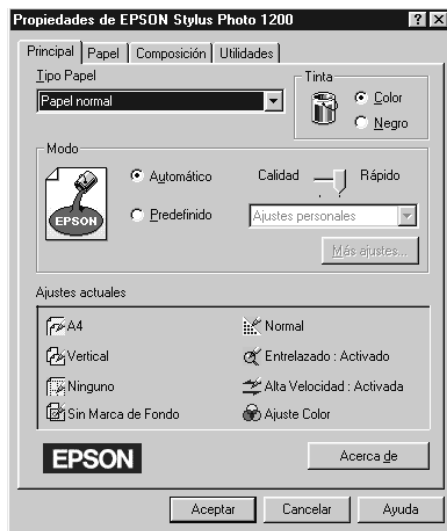 Propiedades de EPSON Stylus Photo 1200
Principal Papel Composición Utilidades
Tipo Papel
Papel normal
Tinta
Color
Negro
Modo
EPSON
Automático
Calidad Rápido
Predefinido
Ajustes personales
Más ajustes...
Ajustes actuales
A4 Normal
Vertical Entrelazado : Activado
Ninguno Alta Velocidad : Activada
Sin Marca de Fondo Ajuste Color
EPSON Acerca de
Aceptar Cancelar Ayuda